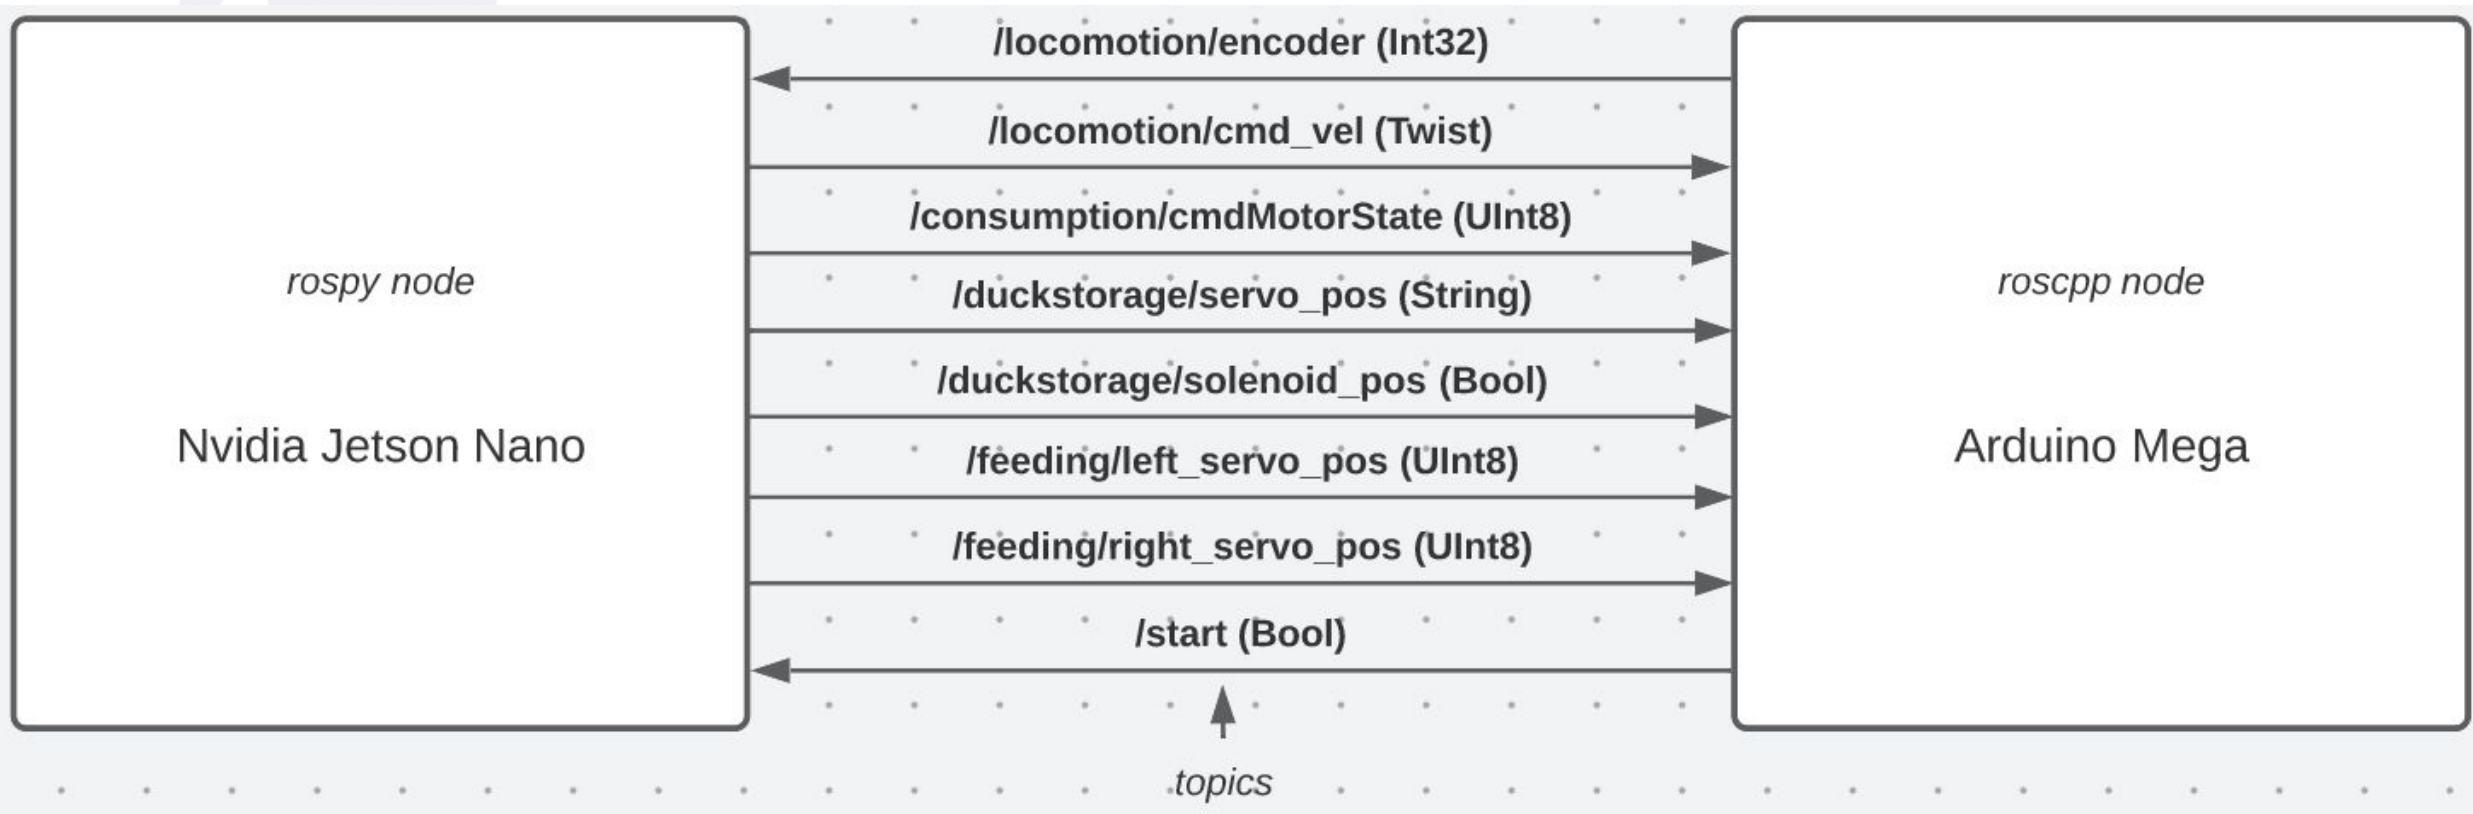 /locomotion/encoder (Int32)
/locomotion/cmd_vel (Twist)
/consumption/cmdMotorState (UInt8)
rospy node
roscpp node
/duckstorage/servo_pos (String)
/duckstorage/solenoid_pos (Bool)
Nvidia Jetson Nano
Arduino Mega
/feeding/left_servo_pos (UInt8)
/feeding/right_servo_pos (UInt8)
/start (Bool)
topics